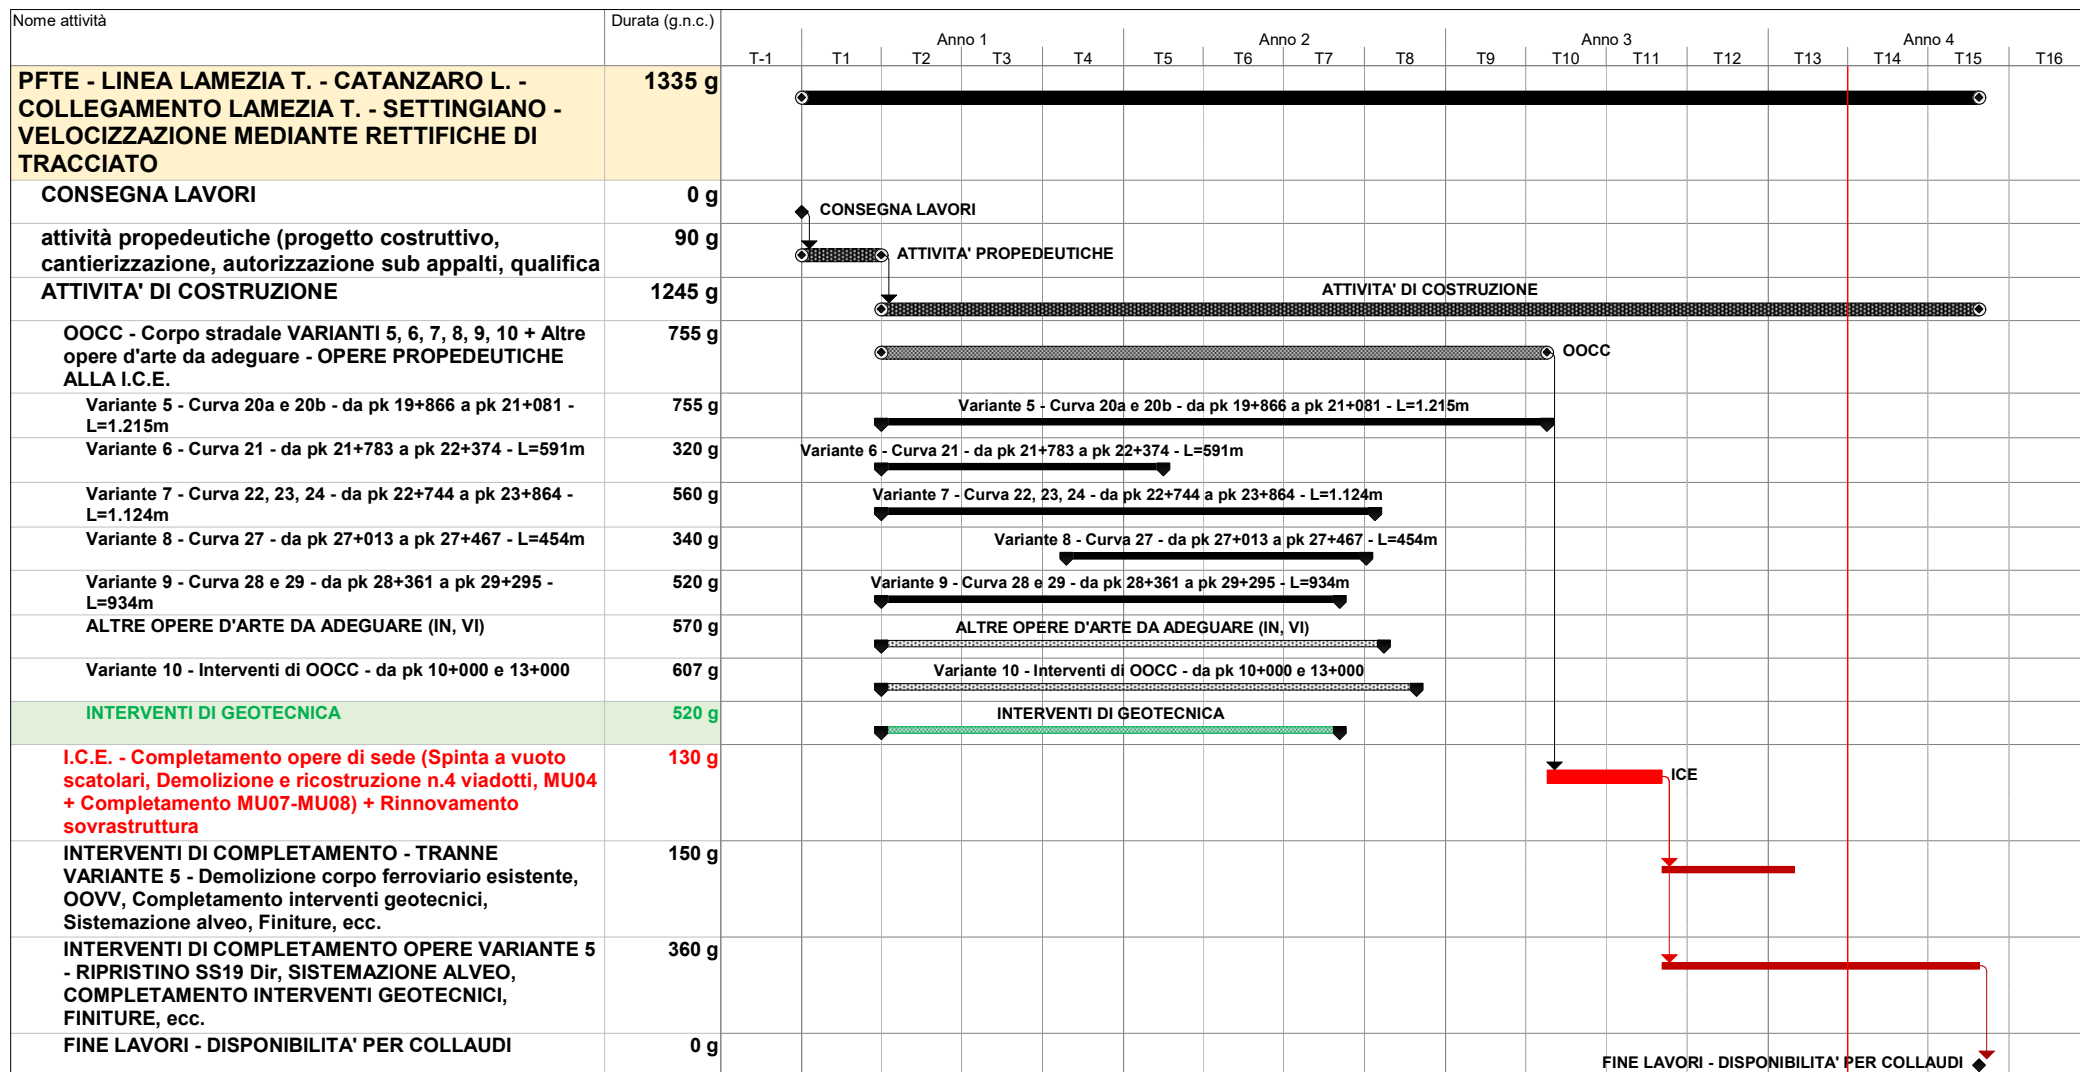 Nome attività
Durata (g.n.c.)
Anno 1
Anno 2
Anno 3
Anno 4
T-1
T1
T2
T3
T4
T5
T6
T7
T8
T9
T10
T11
T12
T13
T14
T15
T16
PFTE - LINEA LAMEZIA T. - CATANZARO L. -
COLLEGAMENTO LAMEZIA T. - SETTINGIANO -
VELOCIZZAZIONE MEDIANTE RETTIFICHE DI
TRACCIATO
1335 g
CONSEGNA LAVORI
0 g
CONSEGNA LAVORI
attività propedeutiche (progetto costruttivo,
cantierizzazione, autorizzazione sub appalti, qualifica
90 g
ATTIVITA' PROPEDEUTICHE
ATTIVITA' DI COSTRUZIONE
1245 g
ATTIVITA' DI COSTRUZIONE
OOCC - Corpo stradale VARIANTI 5, 6, 7, 8, 9, 10 + Altre
opere d'arte da adeguare - OPERE PROPEDEUTICHE
ALLA I.C.E.
755 g
OOCC
Variante 5 - Curva 20a e 20b - da pk 19+866 a pk 21+081 -
L=1.215m
755 g
Variante 5 - Curva 20a e 20b - da pk 19+866 a pk 21+081 - L=1.215m
Variante 6 - Curva 21 - da pk 21+783 a pk 22+374 - L=591m
320 g
Variante 6 - Curva 21 - da pk 21+783 a pk 22+374 - L=591m
Variante 7 - Curva 22, 23, 24 - da pk 22+744 a pk 23+864 -
L=1.124m
560 g
Variante 7 - Curva 22, 23, 24 - da pk 22+744 a pk 23+864 - L=1.124m
Variante 8 - Curva 27 - da pk 27+013 a pk 27+467 - L=454m
340 g
Variante 8 - Curva 27 - da pk 27+013 a pk 27+467 - L=454m
Variante 9 - Curva 28 e 29 - da pk 28+361 a pk 29+295 -
L=934m
520 g
Variante 9 - Curva 28 e 29 - da pk 28+361 a pk 29+295 - L=934m
ALTRE OPERE D'ARTE DA ADEGUARE (IN, VI)
570 g
ALTRE OPERE D'ARTE DA ADEGUARE (IN, VI)
Variante 10 - Interventi di OOCC - da pk 10+000 e 13+000
607 g
Variante 10 - Interventi di OOCC - da pk 10+000 e 13+000
INTERVENTI DI GEOTECNICA
520 g
INTERVENTI DI GEOTECNICA
I.C.E. - Completamento opere di sede (Spinta a vuoto
scatolari, Demolizione e ricostruzione n.4 viadotti, MU04
+ Completamento MU07-MU08) + Rinnovamento
sovrastruttura
130 g
ICE
INTERVENTI DI COMPLETAMENTO - TRANNE
VARIANTE 5 - Demolizione corpo ferroviario esistente,
OOVV, Completamento interventi geotecnici,
Sistemazione alveo, Finiture, ecc.
150 g
INTERVENTI DI COMPLETAMENTO OPERE VARIANTE 5
- RIPRISTINO SS19 Dir, SISTEMAZIONE ALVEO,
COMPLETAMENTO INTERVENTI GEOTECNICI,
FINITURE, ecc.
360 g
FINE LAVORI - DISPONIBILITA' PER COLLAUDI
0 g
FINE LAVORI - DISPONIBILITA' PER COLLAUDI